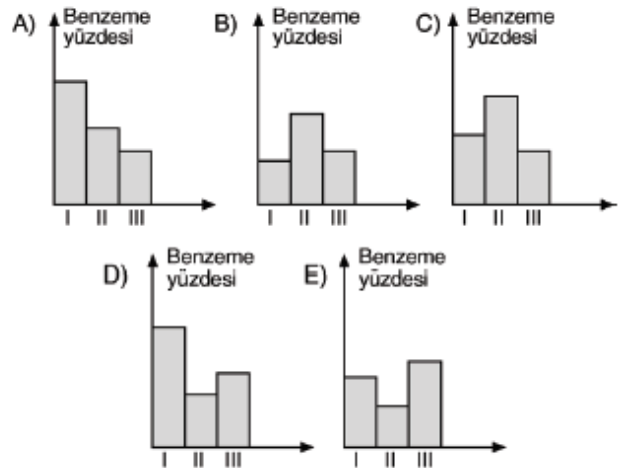 A) Benzeme
yüzdesi
I II III
B) Benzeme
yüzdesi
I II III
C) Benzeme
yüzdesi
I II III
D) Benzeme
yüzdesi
I II III
E) Benzeme
yüzdesi
I II III